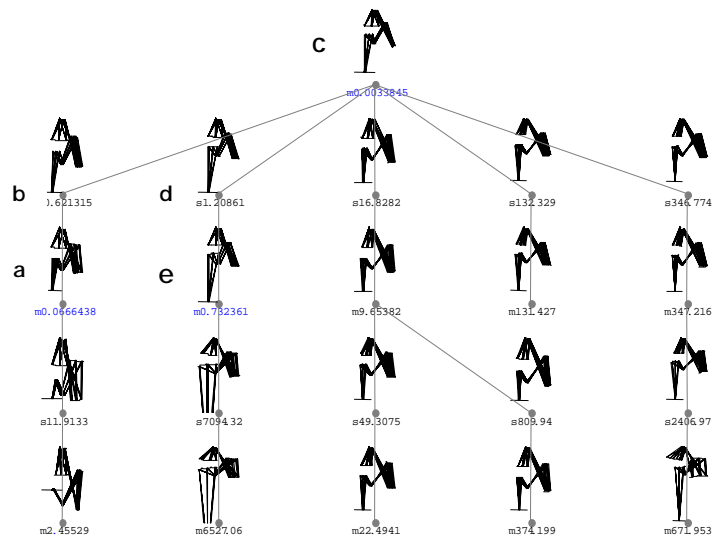 c
m0.0033845
b
d
0.621315
s1.20861
s16.8282
s132.329
s346.774
a
e
m0.0666438
m0.732361
m9.65382
m131.427
m347.216
s11.9133
s7094.32
s49.3075
s809.94
s2406.97
m2.45529
m6527.06
m22.4941
m374.199
m671.953